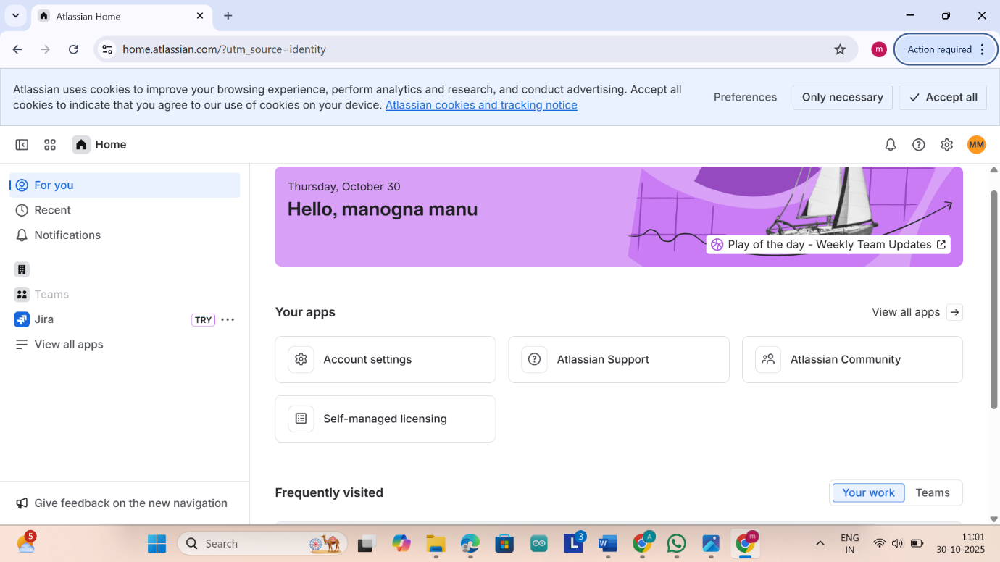 Atlassian Home
home.atlassian.com/?utm_source=identity
m
Action required
Atlassian uses cookies to improve your browsing experience, perform analytics and research, and conduct advertising. Accept all
cookies to indicate that you agree to our use of cookies on your device. Atlassian cookies and tracking notice
Preferences
Only necessary
Accept all
Home
MM
For you
Recent
Notifications
Teams
Jira
TRY
View all apps
Give feedback on the new navigation
Thursday, October 30
Hello, manogna manu
Play of the day - Weekly Team Updates
Your apps
View all apps
Account settings
Atlassian Support
Atlassian Community
Self-managed licensing
Frequently visited
Your work
Teams
5
Search
L
3
W
A
m
ENG
IN
11:01
30-10-2025